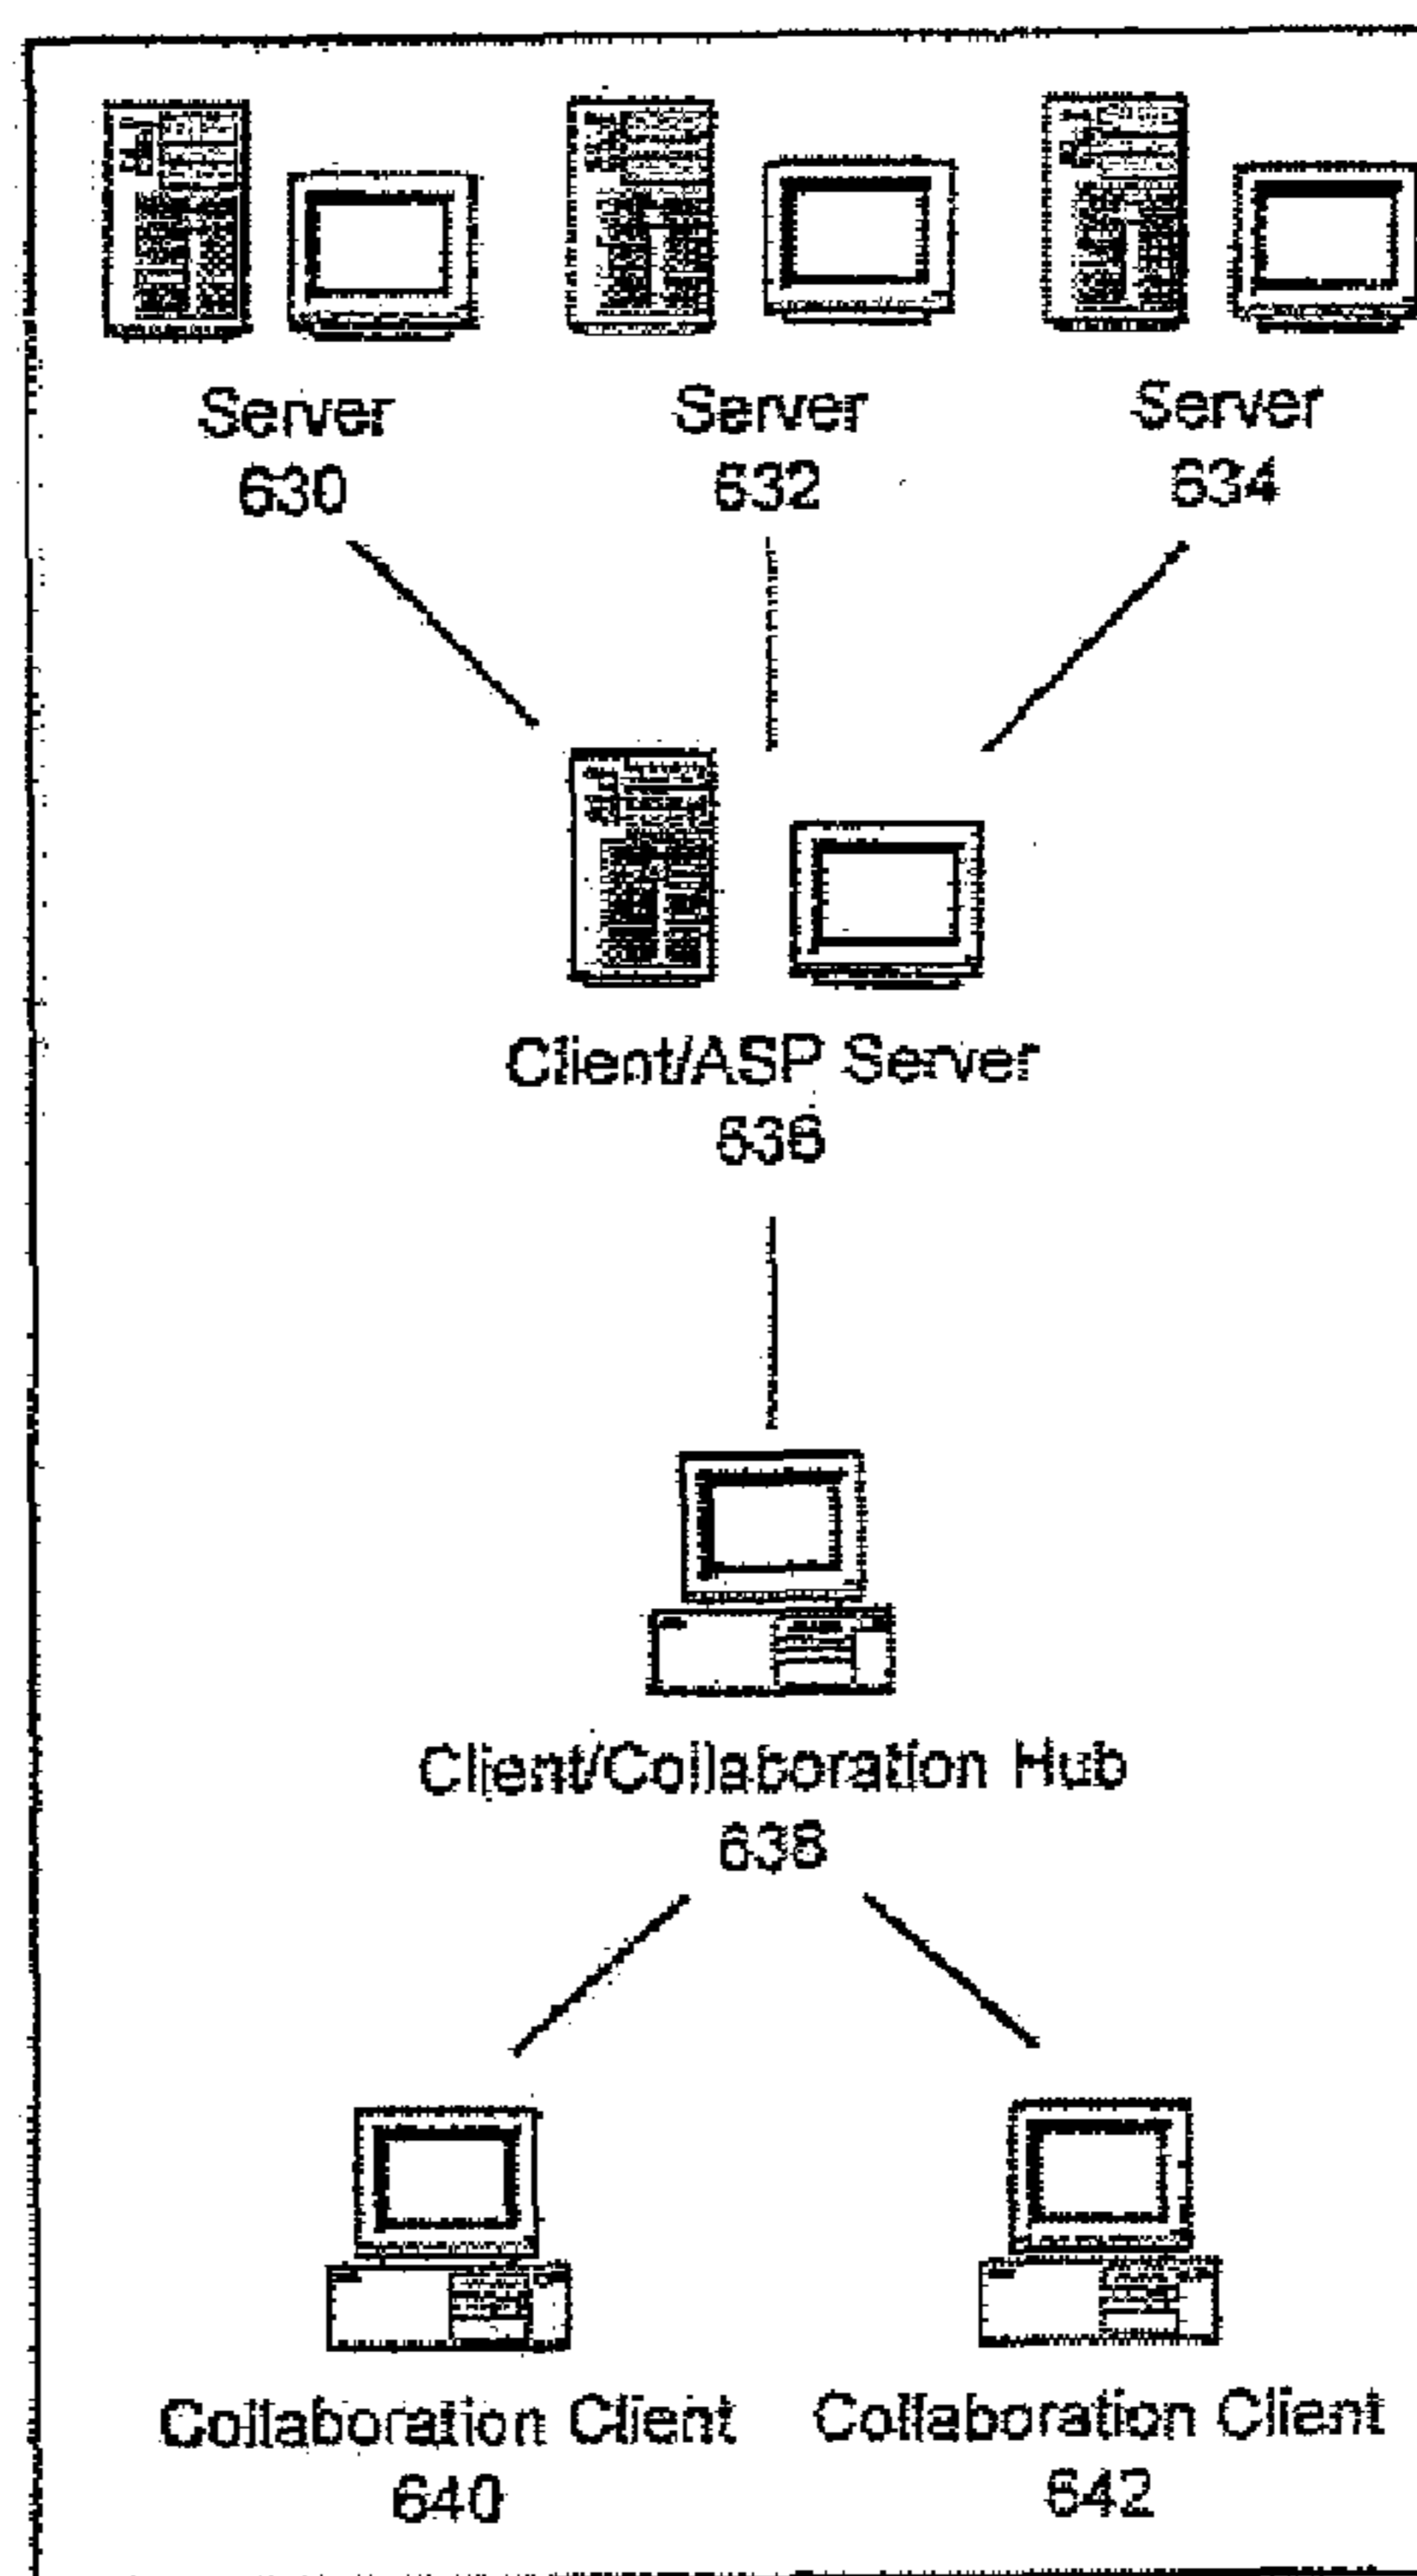 Server Server Server
630 632 634
Client/ASP Server
636
Client/Collaboration Hub
638
Collaboration Client Collaboration Client
640 642